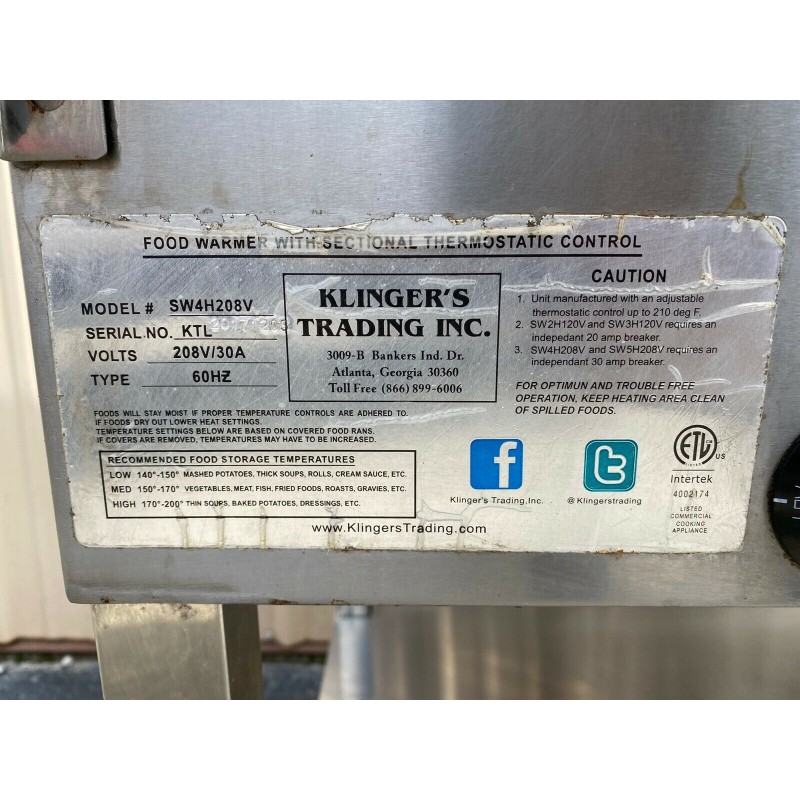 FOOD WARMER WITH SECTIONAL THERMOSTATIC CONTROL
MODEL # SW4H208V
SERIAL NO. KTL
VOLTS 208V/30A
TYPE 60HZ
KLINGER'S
TRADING INC.
3009-B Bankers Ind. Dr.
Atlanta, Georgia 30360
Toll Free (866) 899-6006
CAUTION
1. Unit manufactured with an adjustable
thermostatic control up to 210 deg F.
2. SW2H120V and SW3H120V requires an
indepedant 20 amp breaker.
3. SW4H208V and SW5H208V requires an
independant 30 amp breaker.
FOR OPTIMUN AND TROUBLE FREE
OPERATION, KEEP HEATING AREA CLEAN
OF SPILLED FOODS.
FOODS WILL STAY MOIST IF PROPER TEMPERATURE CONTROLS ARE ADHERED TO.
IF FOODS DRY OUT LOWER HEAT SETTINGS.
TEMPERATURE SETTINGS BELOW ARE BASED ON COVERED FOOD RANS.
IF COVERS ARE REMOVED, TEMPERATURES MAY HAVE TO BE INCREASED.
RECOMMENDED FOOD STORAGE TEMPERATURES
LOW 140°-150° MASHED POTATOES, THICK SOUPS, ROLLS, CREAM SAUCE, ETC.
MED 150°-170° VEGETABLES, MEAT, FISH, FRIED FOODS, ROASTS, GRAVIES, ETC.
HIGH 170°-200° THIN SOUPS, BAKED POTATOES, DRESSINGS, ETC.
f
Klinger's Trading,Inc.
t
@Klingerstrading
ETL
LISTED
US
Intertek
4002174
LISTED
COMMERCIAL
COOKING
APPLIANCE
www.KlingersTrading.com